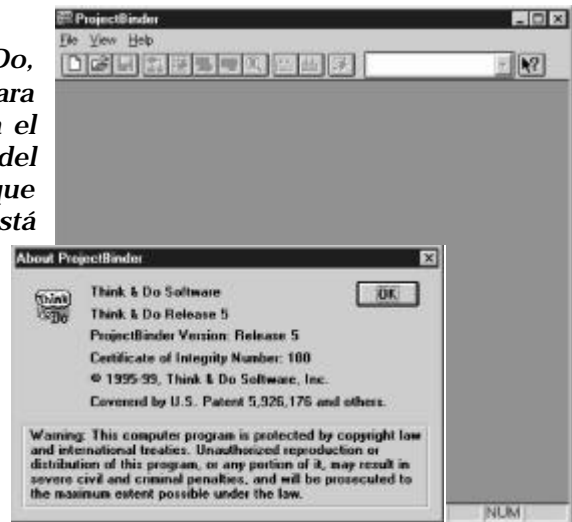 ProjectBinder
File View Help
Do,
ara
el
del
que
stá
About ProjectBinder
Think
& Do
Think & Do Software
OK
Think & Do Release 5
ProjectBinder Version: Release 5
Certificate of Integrity Number: 100
© 1995-99, Think & Do Software, Inc.
Covered by U.S. Patent 5,926,176 and others.
Warning: This computer program is protected by copyright law
and international treaties. Unauthorized reproduction or
distribution of this program, or any portion of it, may result in
severe civil and criminal penalties, and will be prosecuted to
the maximum extent possible under the law.
NUM